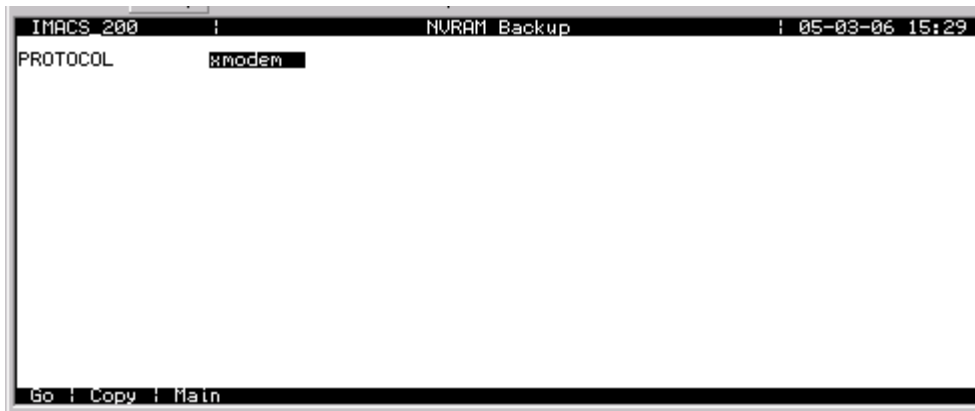 IMACS_200 ¦ NVRAM Backup ¦ 05-03-06 15:29
PROTOCOL xmodem
Go ¦ Copy ¦ Main